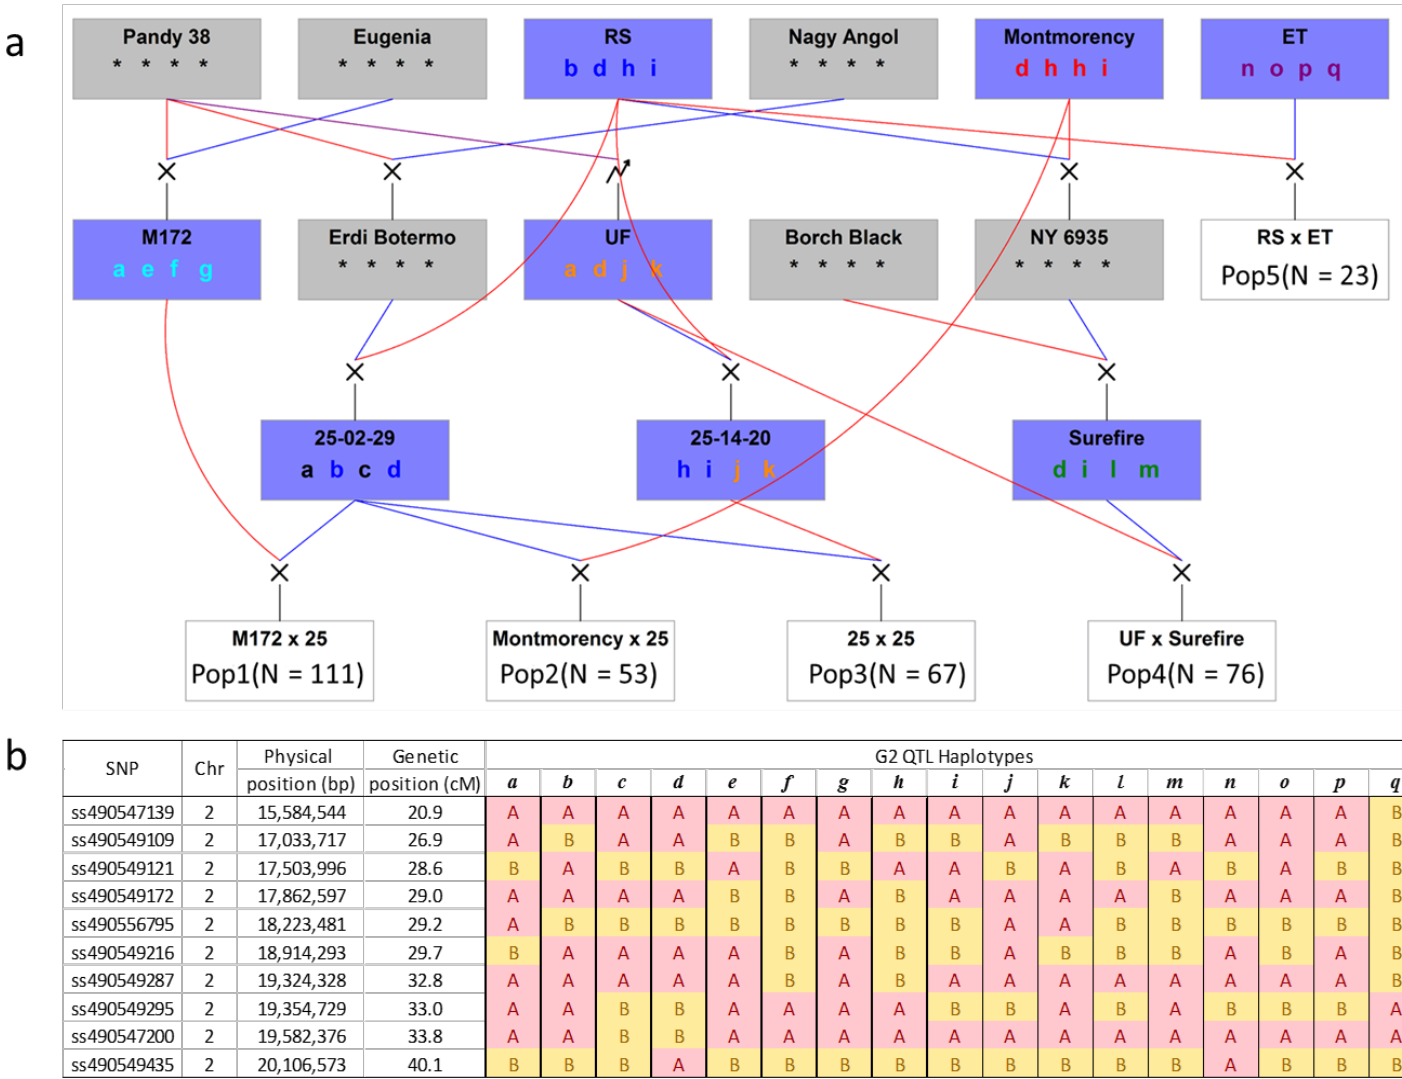 a
Pandy 38 Eugenia RS Nagy Angol Montmorency ET
* * * * * * * * b d h i * * * * d h h i n o p q
M172 Erdi Botermo UF Borch Black NY 6935 RS x ET
a e f g * * * * a d j k * * * * * * * * Pop5(N = 23)
25-02-29 25-14-20 Surefire
a b c d h i j k d i l m
M172 x 25 Montmorency x 25 25 x 25 UF x Surefire
Pop1(N = 111) Pop2(N = 53) Pop3(N = 67) Pop4(N = 76)
b
SNP Chr Physical position (bp) Genetic position (cM) G2 QTL Haplotypes
a b c d e f g h i j k l m n o p q
ss490547139 2 15,584,544 20.9 A A A A A A A A A A A A A A A A B
ss490549109 2 17,033,717 26.9 A B A A B B A B B A B B B A A A B
ss490549121 2 17,503,996 28.6 B A B B A B B A A B A B A B A B B
ss490549172 2 17,862,597 29.0 A A A A B B A B A A A A B A A A B
ss490556795 2 18,223,481 29.2 A B B B B B B B B A A B B B B B B
ss490549216 2 18,914,293 29.7 B A A A A B A B A A B B B A B A B
ss490549287 2 19,324,328 32.8 A A A A A B A B A A A A A A A A B
ss490549295 2 19,354,729 33.0 A A B B A A A A B B A B A B B B A
ss490547200 2 19,582,376 33.8 A A B B A A A A A A A A A A A A A
ss490549435 2 20,106,573 40.1 B B B A B B B B B B B B B A B B B